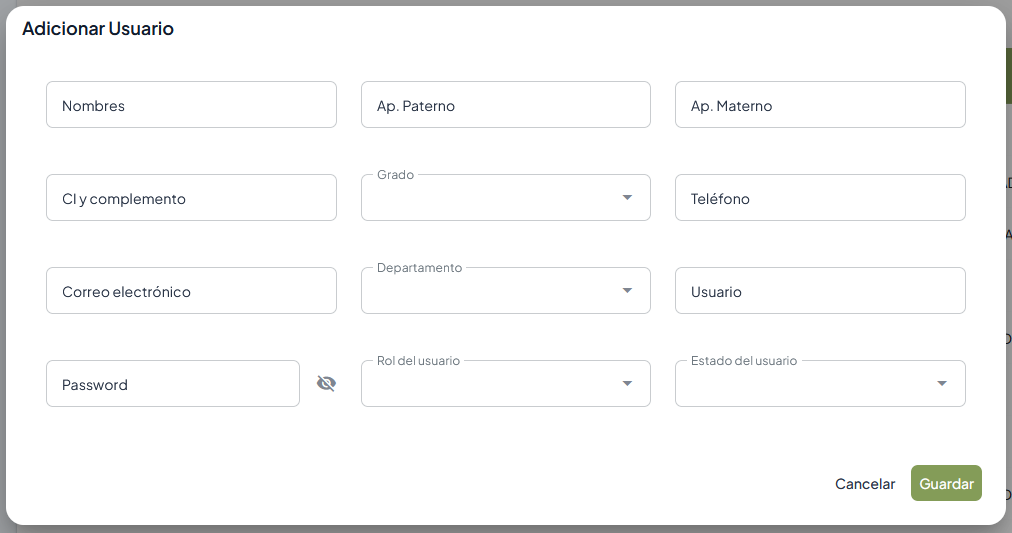 Adicionar Usuario
Nombres
Ap. Paterno
Ap. Materno
CI y complemento
Grado
Teléfono
Correo electrónico
Departamento
Usuario
Password
Rol del usuario
Estado del usuario
Cancelar
Guardar